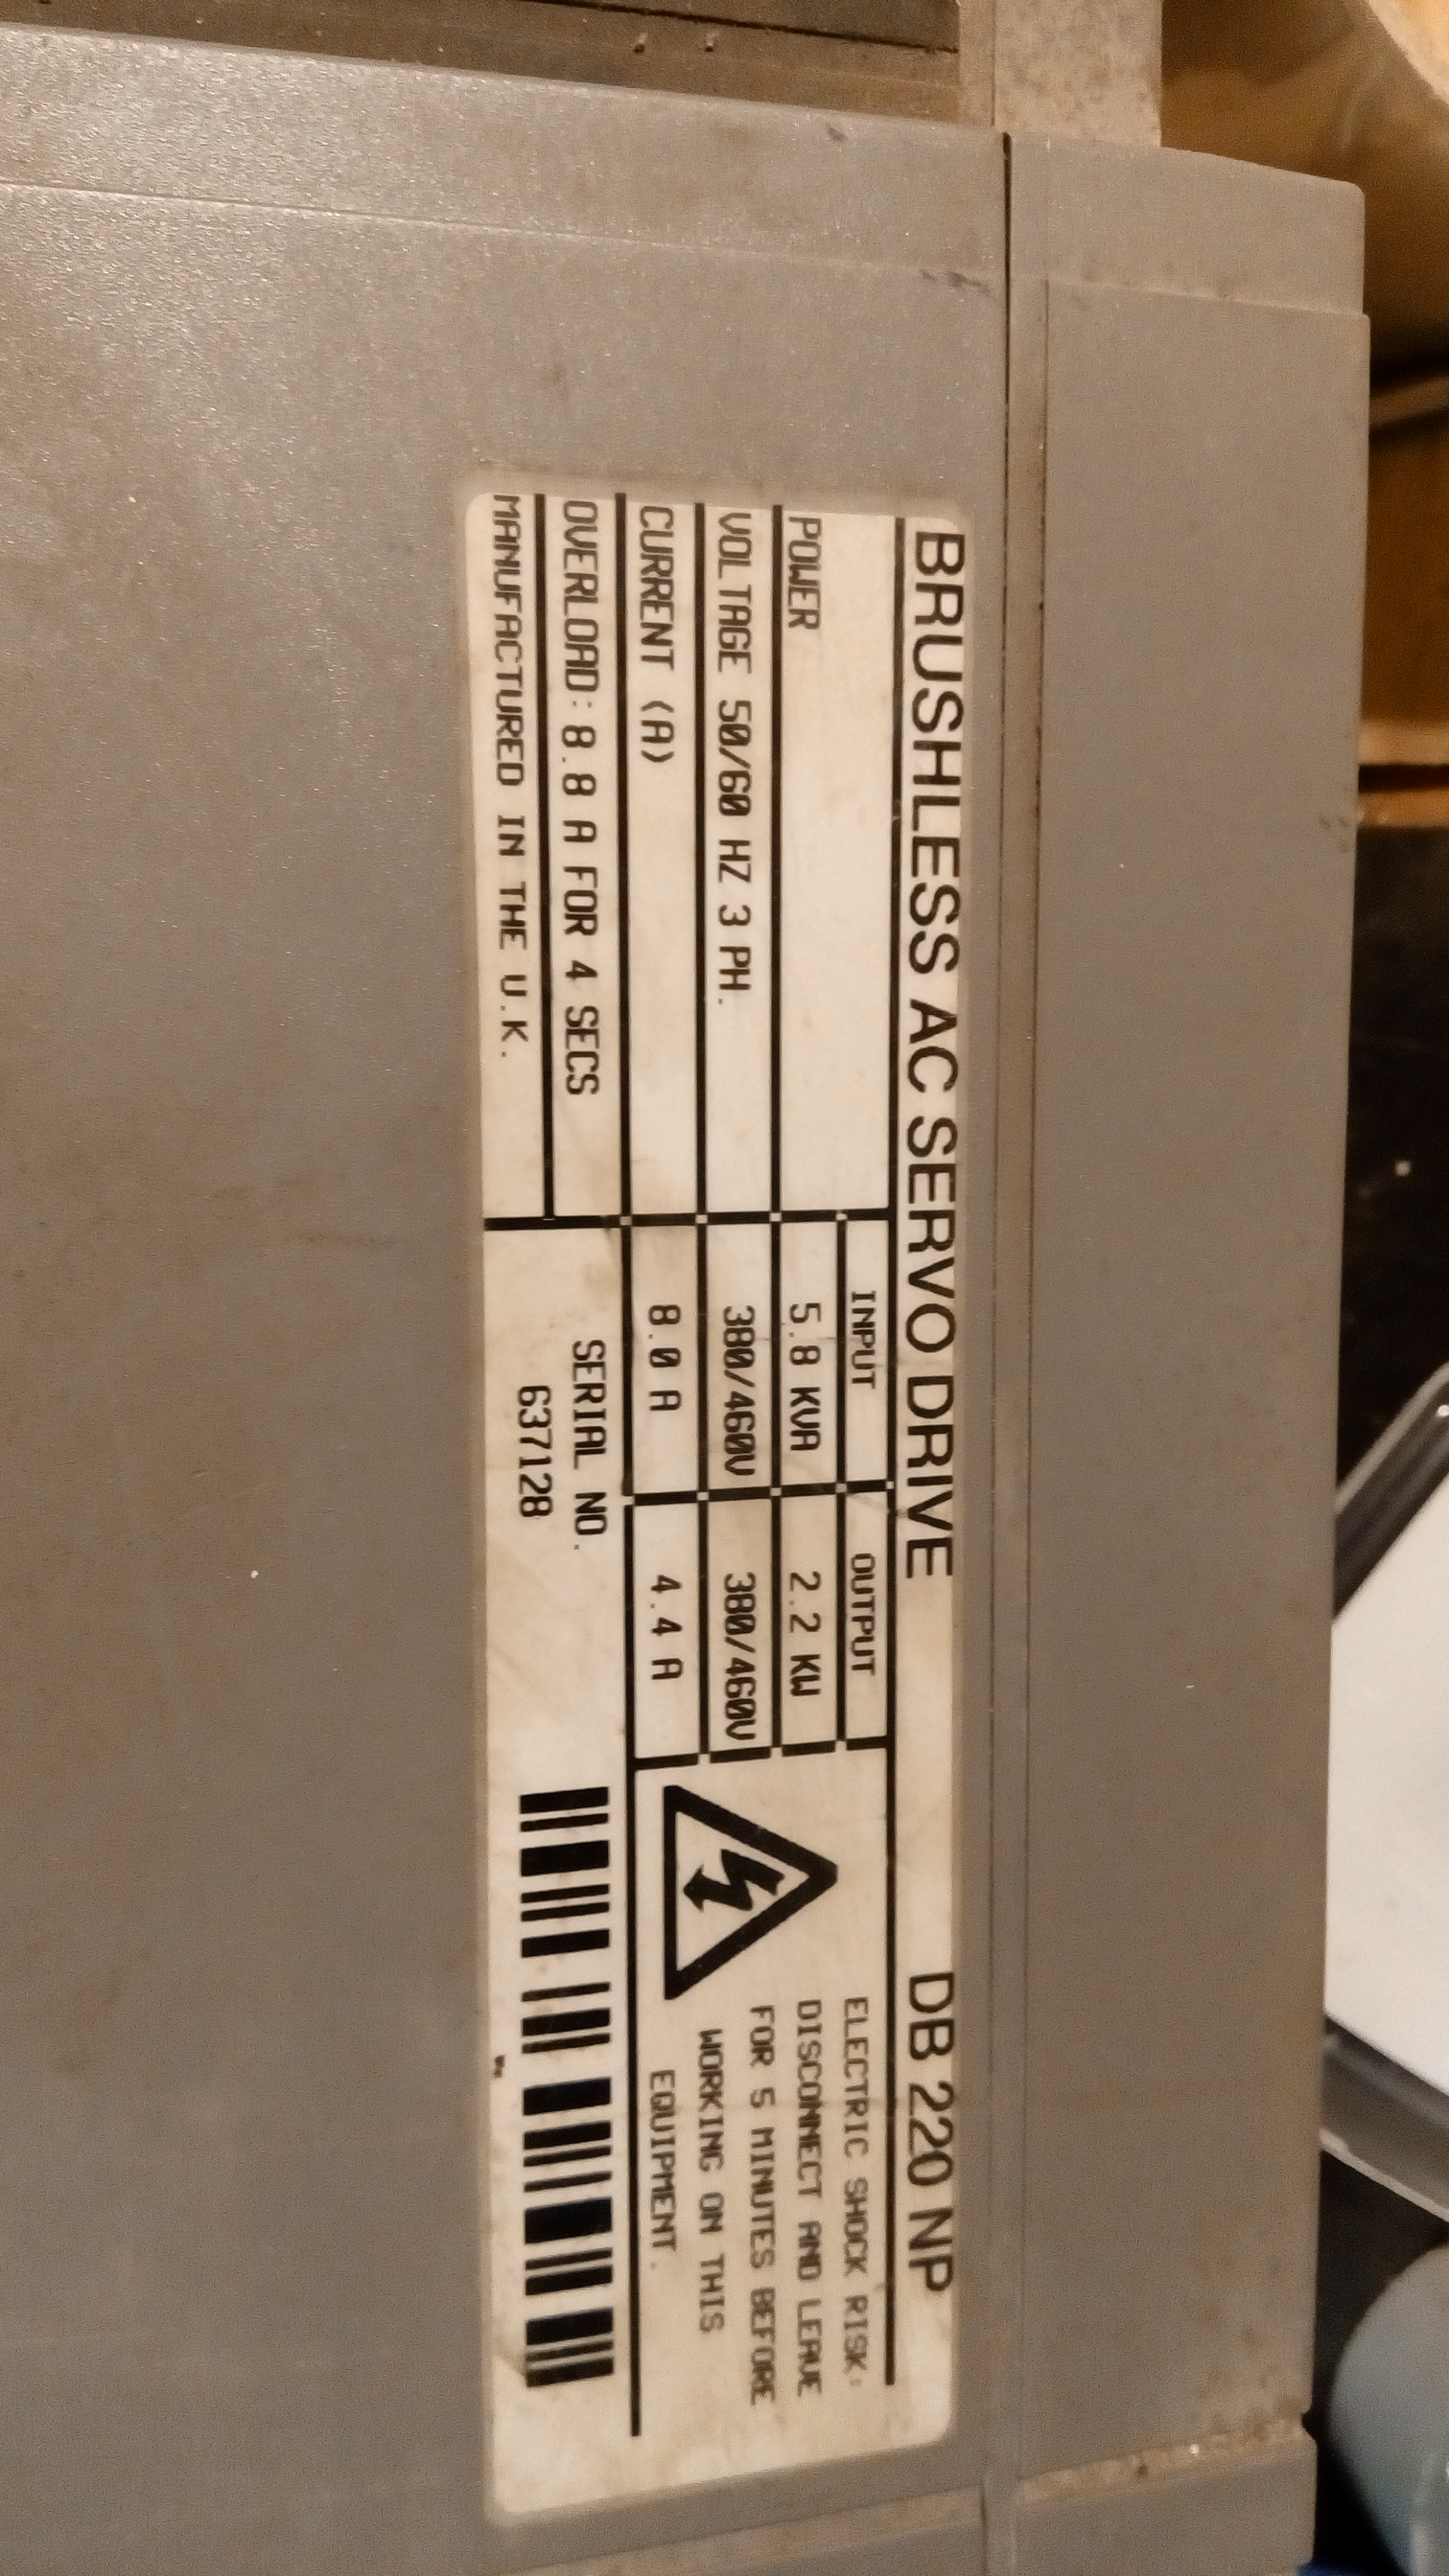 BRUSHLESS AC SERVO DRIVE DB 220 NP
INPUT OUTPUT
POWER 5.8 KVA 2.2 KW
VOLTAGE 50/60 HZ 3 PH. 380/460V 380/460V
CURRENT (A) 8.0 A 4.4 A
ELECTRIC SHOCK RISK:
DISCONNECT AND LEAVE
FOR 5 MINUTES BEFORE
WORKING ON THIS
EQUIPMENT.
OVERLOAD: 8.8 A FOR 4 SECS
MANUFACTURED IN THE U.K.
SERIAL NO.
637128